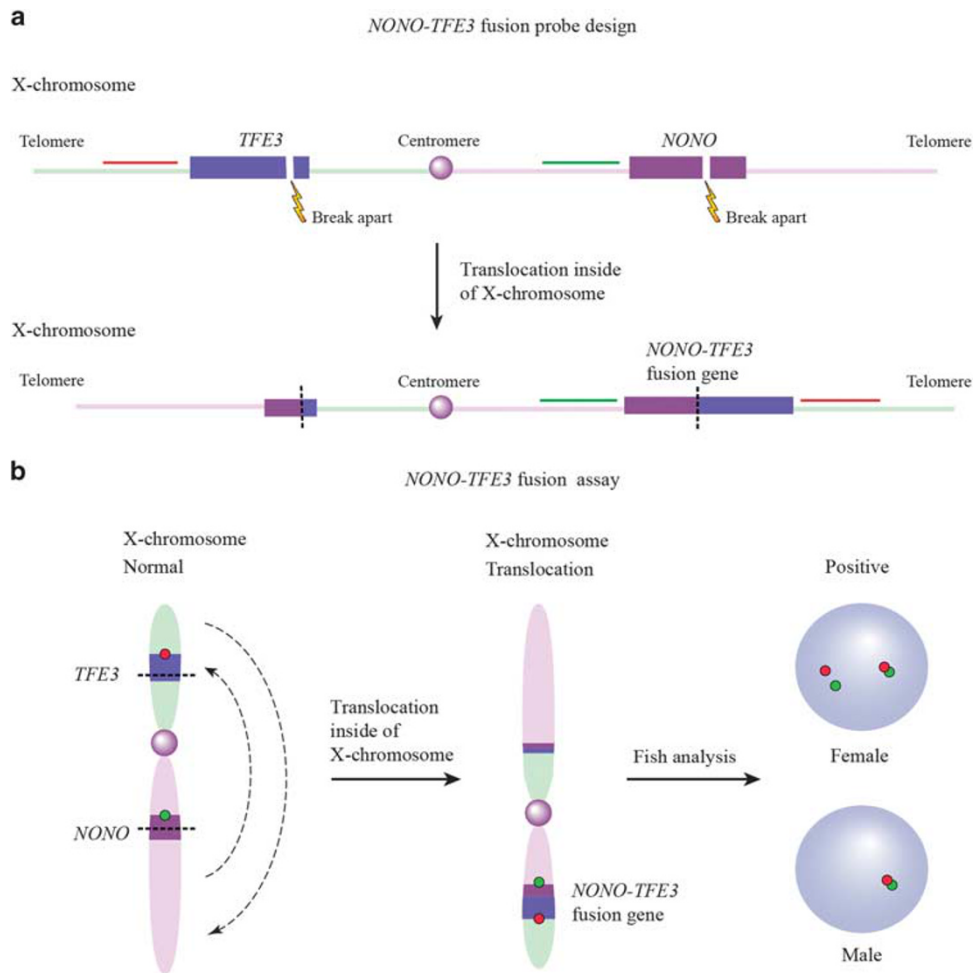 a
NONO-TFE3 fusion probe design
X-chromosome
Telomere
TFE3
Centromere
NONO
Telomere
Break apart
Break apart
Translocation inside
of X-chromosome
X-chromosome
Telomere
Centromere
NONO-TFE3
fusion gene
Telomere
b
NONO-TFE3 fusion assay
X-chromosome
Normal
X-chromosome
Translocation
Positive
TFE3
NONO
Translocation
inside of
X-chromosome
Fish analysis
Female
NONO-TFE3
fusion gene
Male